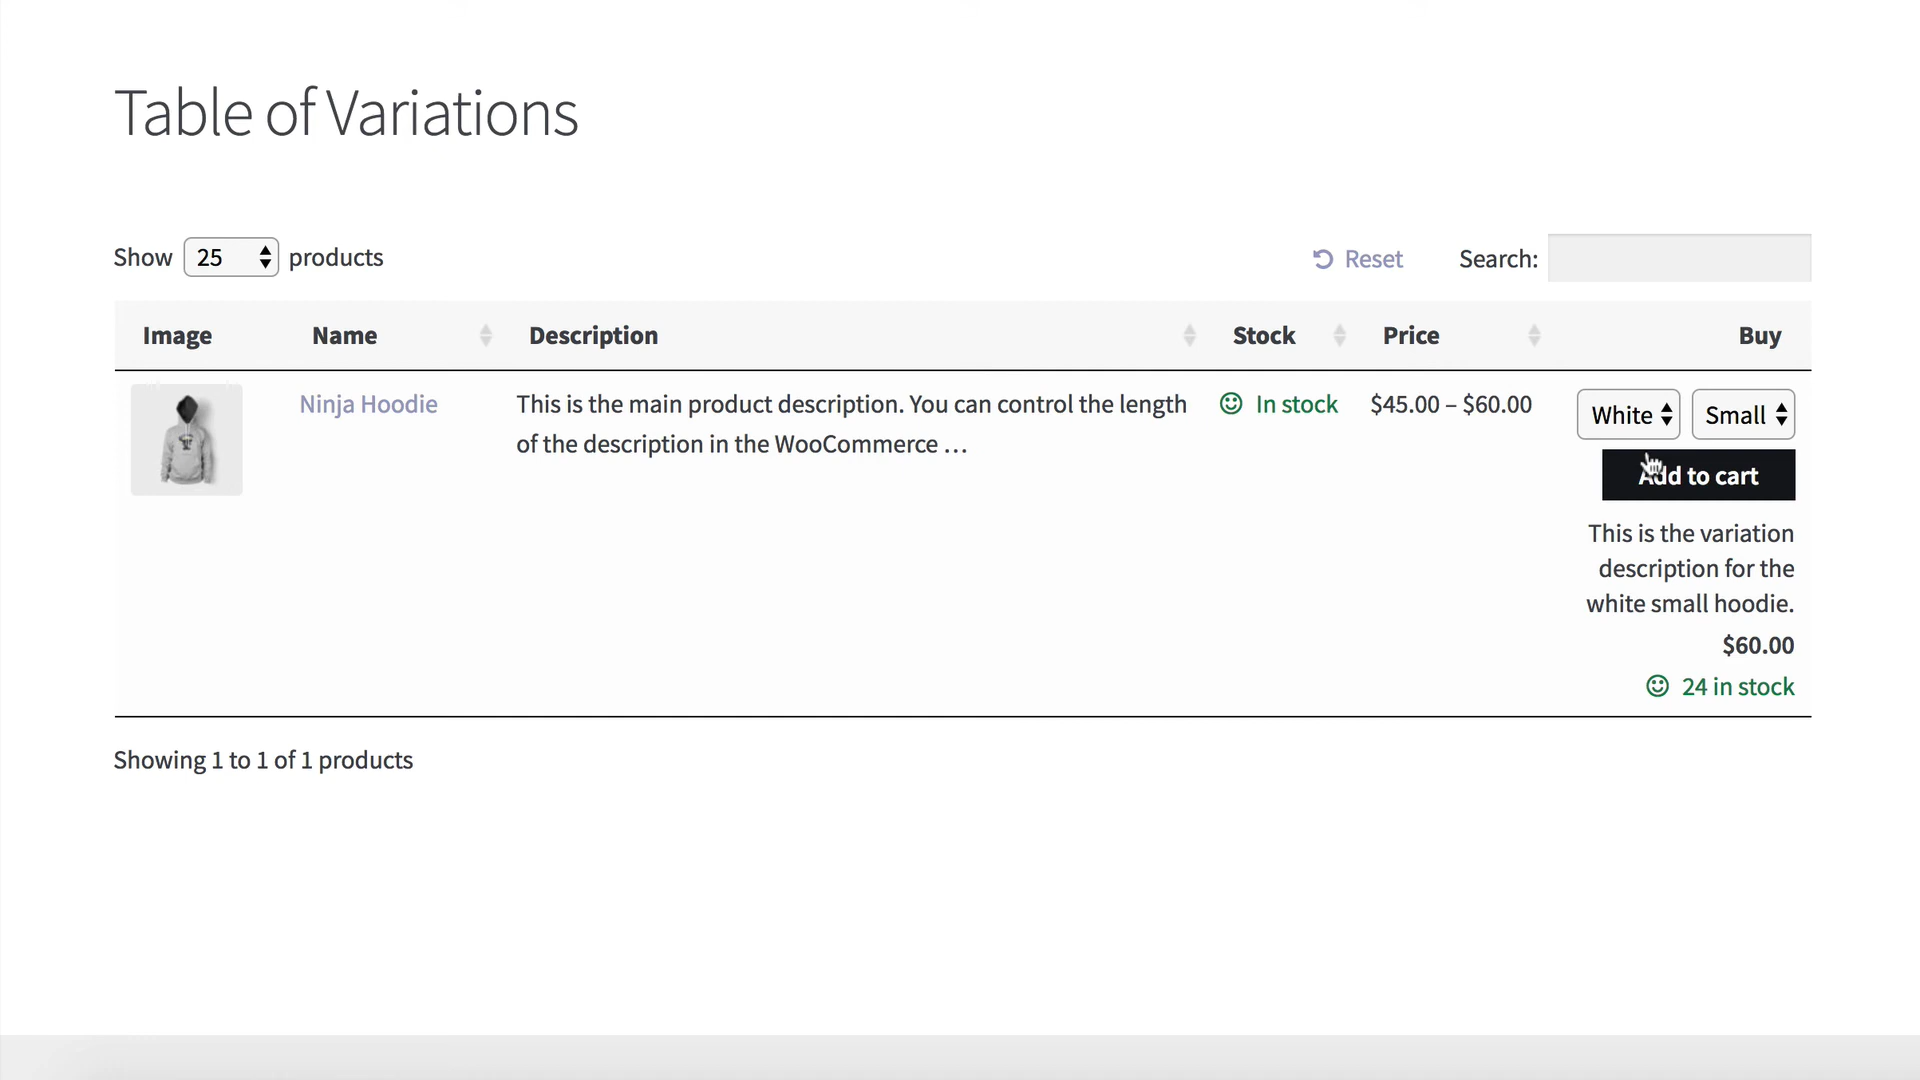 Table of Variations
Show 25 products
Reset Search:
Image Name Description Stock Price Buy
Ninja Hoodie
This is the main product description. You can control the length
of the description in the WooCommerce …
In stock
$45.00 – $60.00
White Small
Add to cart
This is the variation
description for the
white small hoodie.
$60.00
24 in stock
Showing 1 to 1 of 1 products